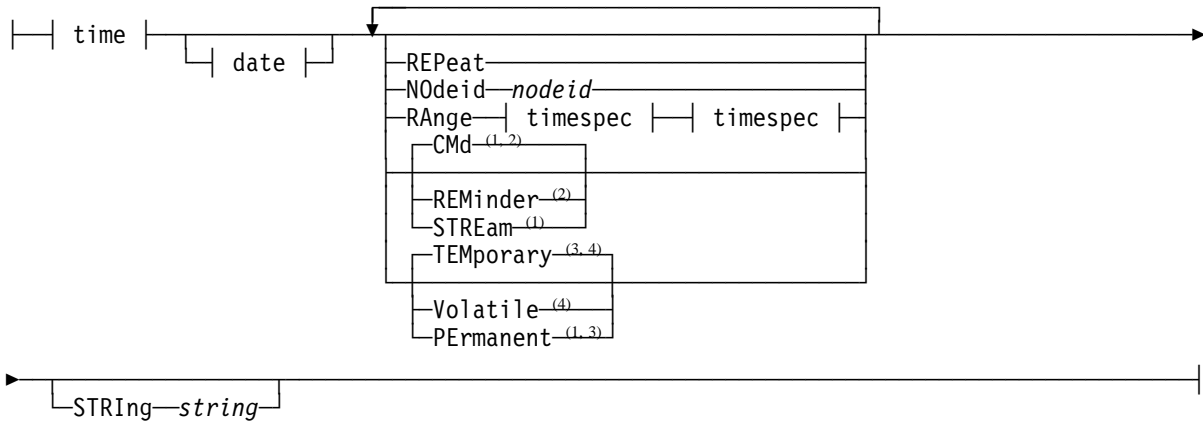 time
date
REPeat
NOdeid nodeid
RAnge timespec timespec
CMd (1, 2)
REMinder (2)
STREam (1)
TEMporary (3, 4)
Volatile (4)
PErmanent (1, 3)
STRIng string